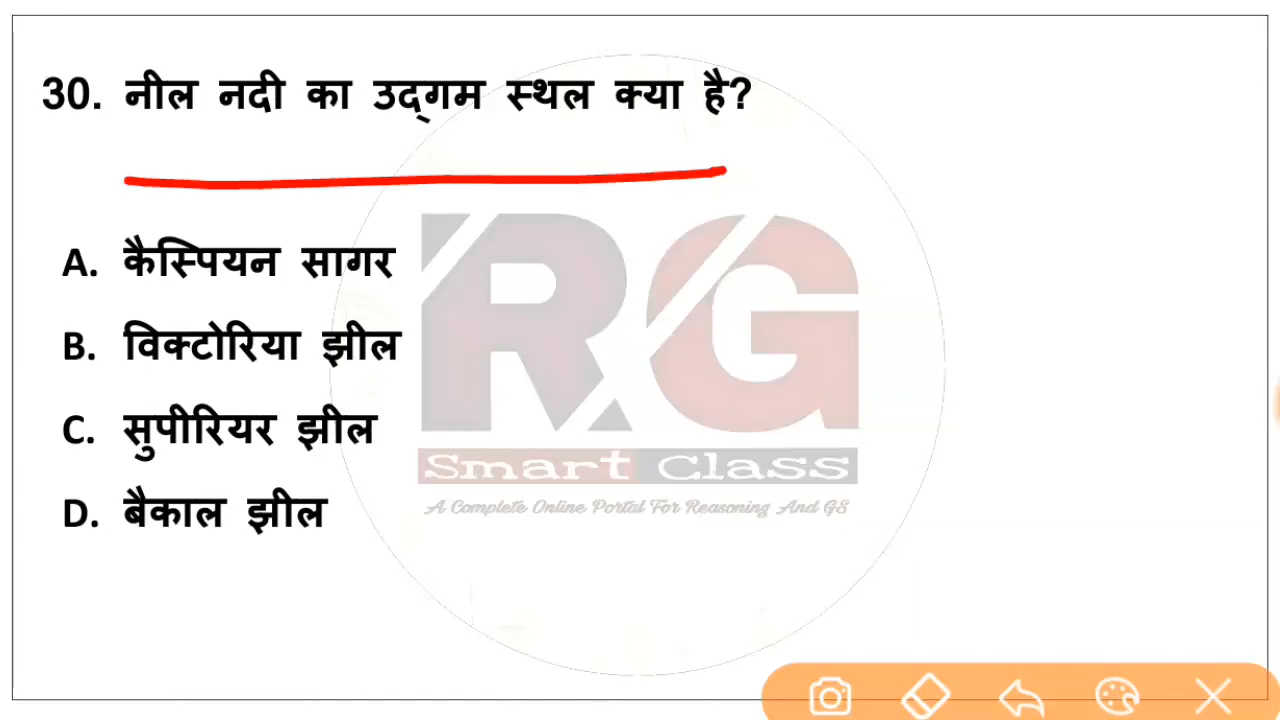 30. नील नदी का उद्गम स्थल क्या है?
A. कैस्पियन सागर
B. विक्टोरिया झील
C. सुपीरियर झील
D. बैकाल झील
RG
Smart Class
A Complete Online Portal For Reasoning And GS